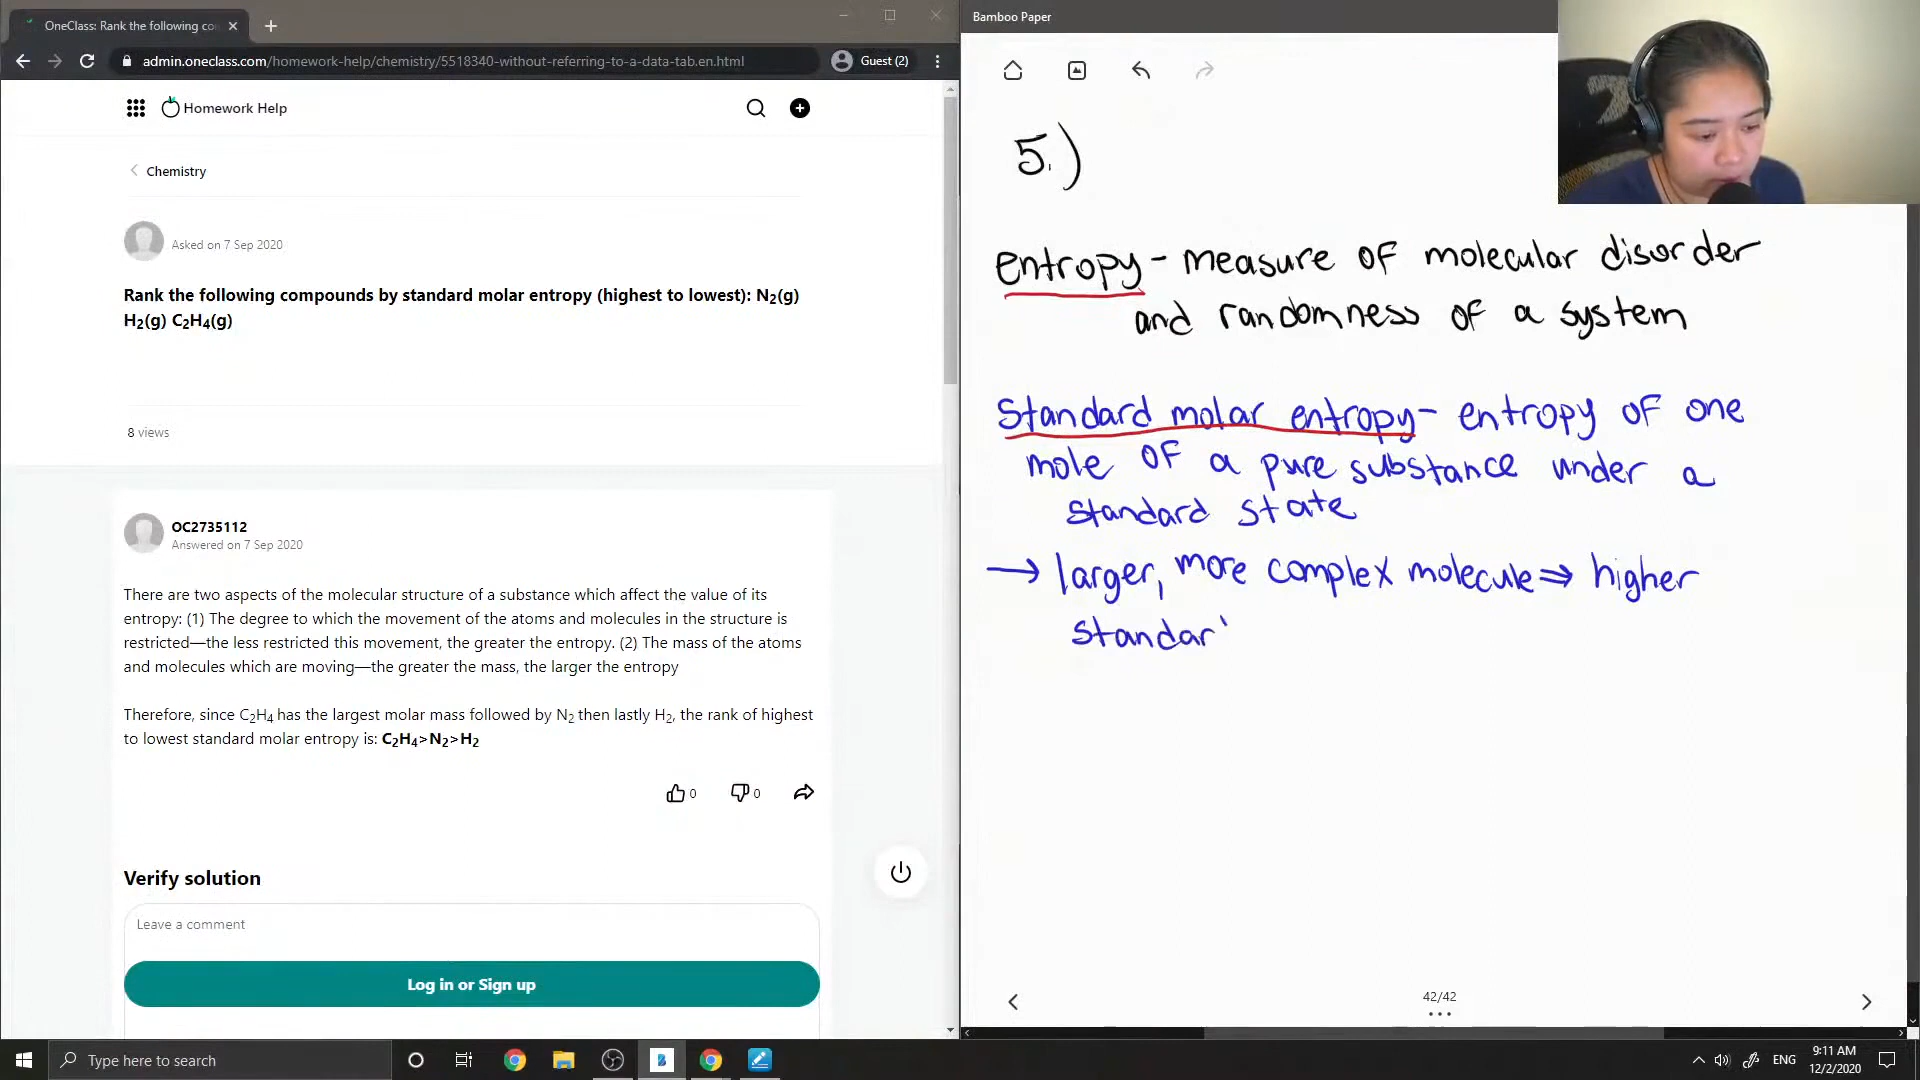 OneClass: Rank the following co
admin.oneclass.com/homework-help/chemistry/5518340-without-referring-to-a-data-tab.en.html
Guest (2)
Homework Help
Chemistry
Asked on 7 Sep 2020
Rank the following compounds by standard molar entropy (highest to lowest): N₂(g)
H₂(g) C₂H₄(g)
8 views
OC2735112
Answered on 7 Sep 2020
There are two aspects of the molecular structure of a substance which affect the value of its
entropy: (1) The degree to which the movement of the atoms and molecules in the structure is
restricted—the less restricted this movement, the greater the entropy. (2) The mass of the atoms
and molecules which are moving—the greater the mass, the larger the entropy
Therefore, since C₂H₄ has the largest molar mass followed by N₂ then lastly H₂, the rank of highest
to lowest standard molar entropy is: C₂H₄>N₂>H₂
0
0
Verify solution
Leave a comment
Log in or Sign up
Bamboo Paper
5.)
entropy - measure of molecular disorder
and randomness of a system
Standard molar entropy - entropy of one
mole of a pure substance under a
standard state
→ larger, more complex molecule ⇒ higher
standar
42/42
Type here to search
ENG
9:11 AM
12/2/2020